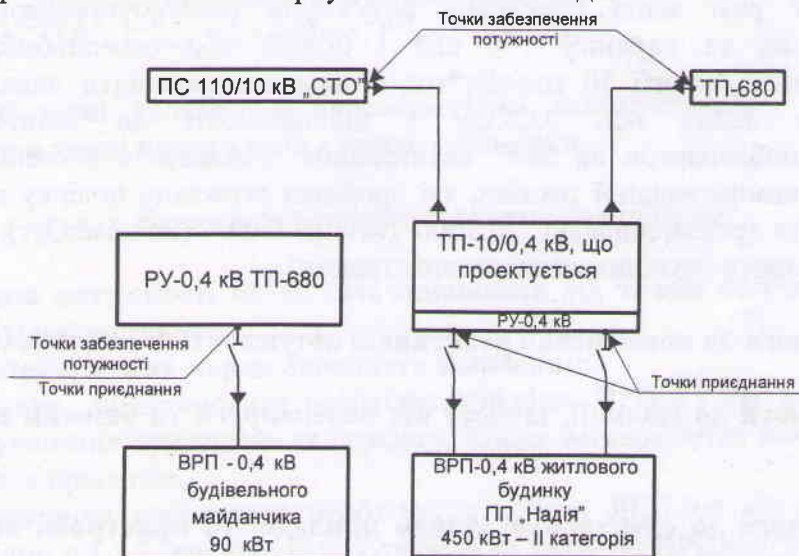 Точки забезпечення
потужності
ПС 110/10 кВ „СТО"
ТП-680
РУ-0,4 кВ ТП-680
ТП-10/0,4 кВ, що
проектується
РУ-0,4 кВ
Точки забезпечення
потужності
Точки приєднання
Точки приєднання
ВРП - 0,4 кВ
будівельного
майданчика
90 кВт
ВРП-0,4 кВ житлового
будинку
ПП „Надія"
450 кВт – ІІ категорія